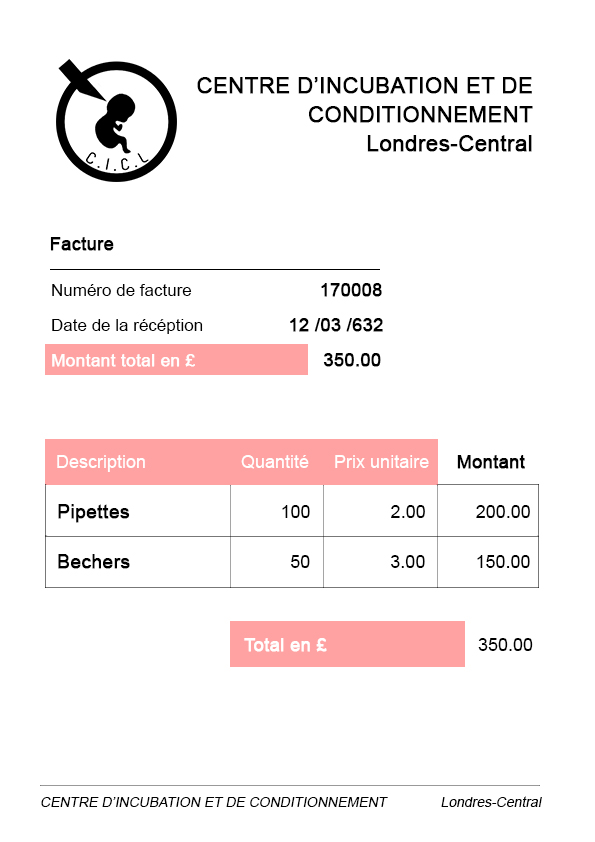 CENTRE D’INCUBATION ET DE
CONDITIONNEMENT
Londres-Central
C.I.C.L
Facture
Numéro de facture 170008
Date de la récéption 12 /03 /632
Montant total en £ 350.00
Description Quantité Prix unitaire Montant
Pipettes 100 2.00 200.00
Bechers 50 3.00 150.00
Total en £ 350.00
CENTRE D’INCUBATION ET DE CONDITIONNEMENT Londres-Central